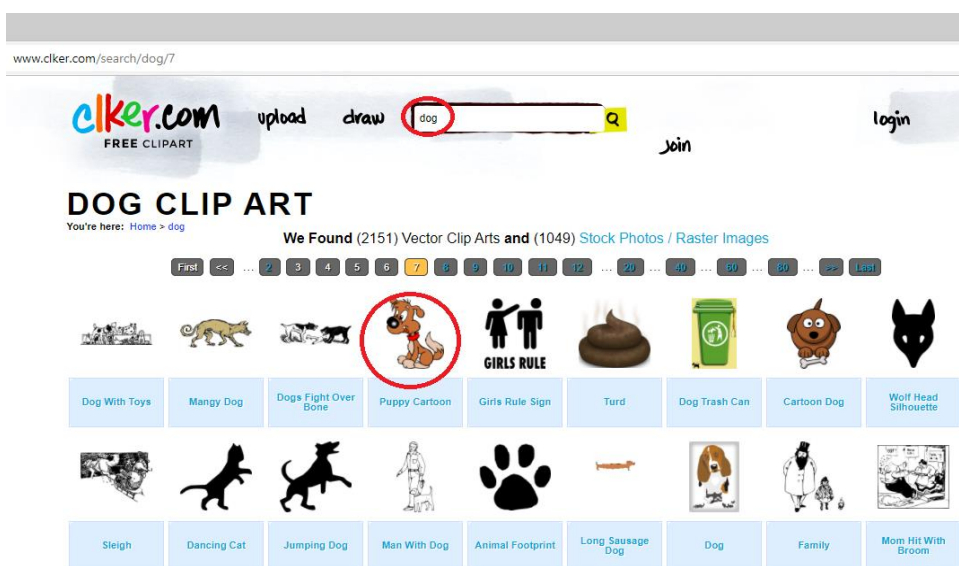 www.clker.com/search/dog/7
clker.com
FREE CLIPART
upload
draw
dog
join
login
DOG CLIP ART
You're here: Home > dog
We Found (2151) Vector Clip Arts and (1049) Stock Photos / Raster Images
First << ... 2 3 4 5 6 7 8 9 10 11 12 ... 20 ... 40 ... 60 ... 80 ... >> Last
GIRLS RULE
Dog With Toys
Mangy Dog
Dogs Fight Over
Bone
Puppy Cartoon
Girls Rule Sign
Turd
Dog Trash Can
Cartoon Dog
Wolf Head
Silhouette
Sleigh
Dancing Cat
Jumping Dog
Man With Dog
Animal Footprint
Long Sausage
Dog
Dog
Family
Mom Hit With
Broom